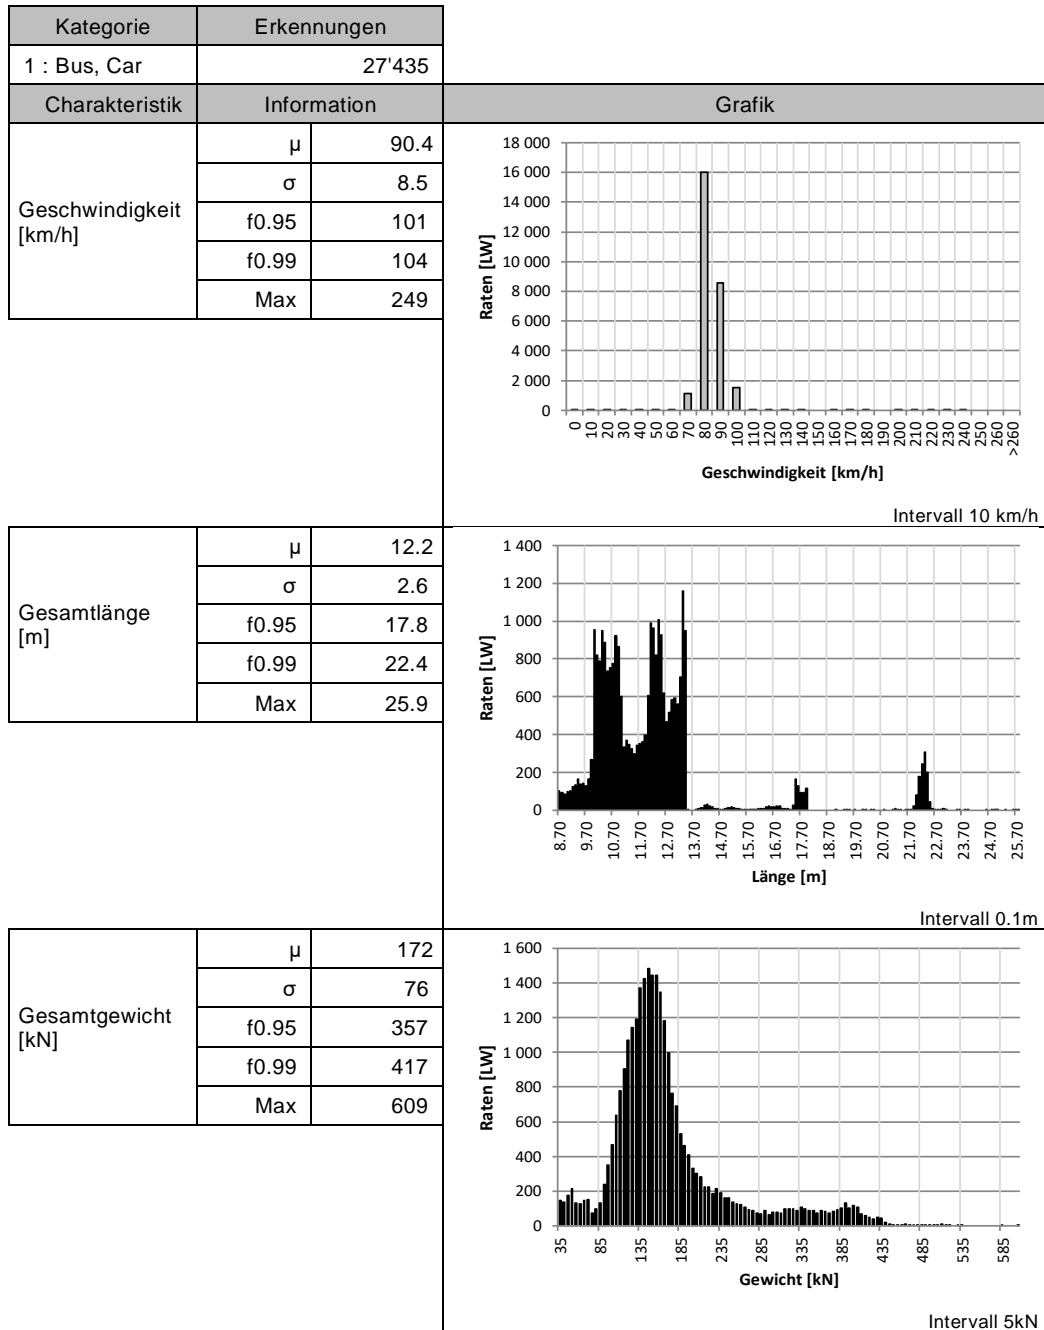 Kategorie Erkennungen
1 : Bus, Car 27'435
Charakteristik Information Grafik
Geschwindigkeit
[km/h]
μ 90.4
σ 8.5
f0.95 101
f0.99 104
Max 249
18 000
16 000
14 000
12 000
10 000
8 000
6 000
4 000
2 000
0
Raten [LW]
0 10 20 30 40 50 60 70 80 90 100 110 120 130 140 150 160 170 180 190 200 210 220 230 240 250 260 >260
Geschwindigkeit [km/h]
Intervall 10 km/h
Gesamtlänge
[m]
μ 12.2
σ 2.6
f0.95 17.8
f0.99 22.4
Max 25.9
1 400
1 200
1 000
800
600
400
200
0
Raten [LW]
8.70 9.70 10.70 11.70 12.70 13.70 14.70 15.70 16.70 17.70 18.70 19.70 20.70 21.70 22.70 23.70 24.70 25.70
Länge [m]
Intervall 0.1m
Gesamtgewicht
[kN]
μ 172
σ 76
f0.95 357
f0.99 417
Max 609
1 600
1 400
1 200
1 000
800
600
400
200
0
Raten [LW]
35 85 135 185 235 285 335 385 435 485 535 585
Gewicht [kN]
Intervall 5kN